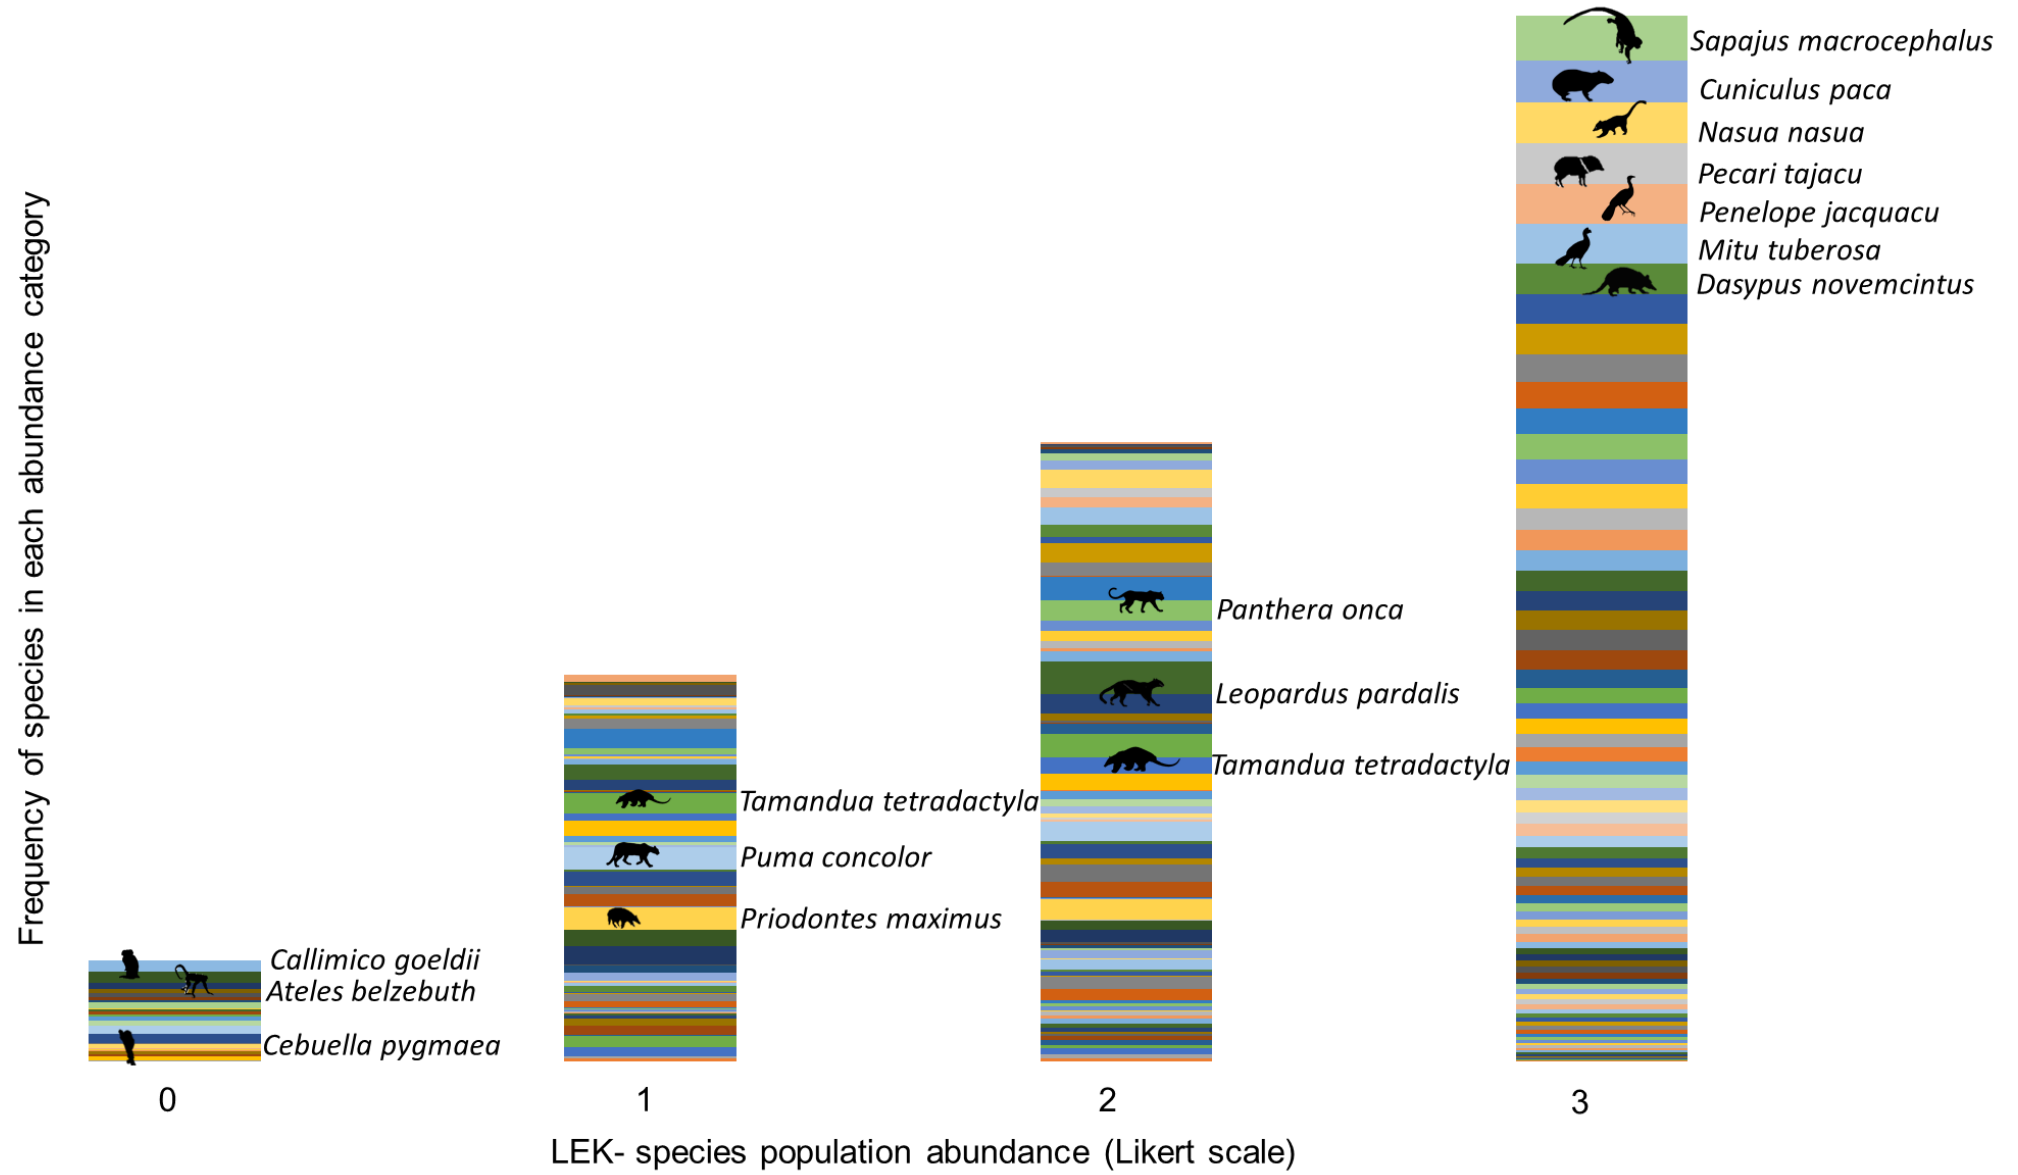 Frequency of species in each abundance category
Sapajus macrocephalus
Cuniculus paca
Nasua nasua
Pecari tajacu
Penelope jacquacu
Mitu tuberosa
Dasypus novemcintus
Panthera onca
Leopardus pardalis
Tamandua tetradactyla
Tamandua tetradactyla
Puma concolor
Priodontes maximus
Callimico goeldii
Ateles belzebuth
Cebuella pygmaea
0 1 2 3
LEK- species population abundance (Likert scale)